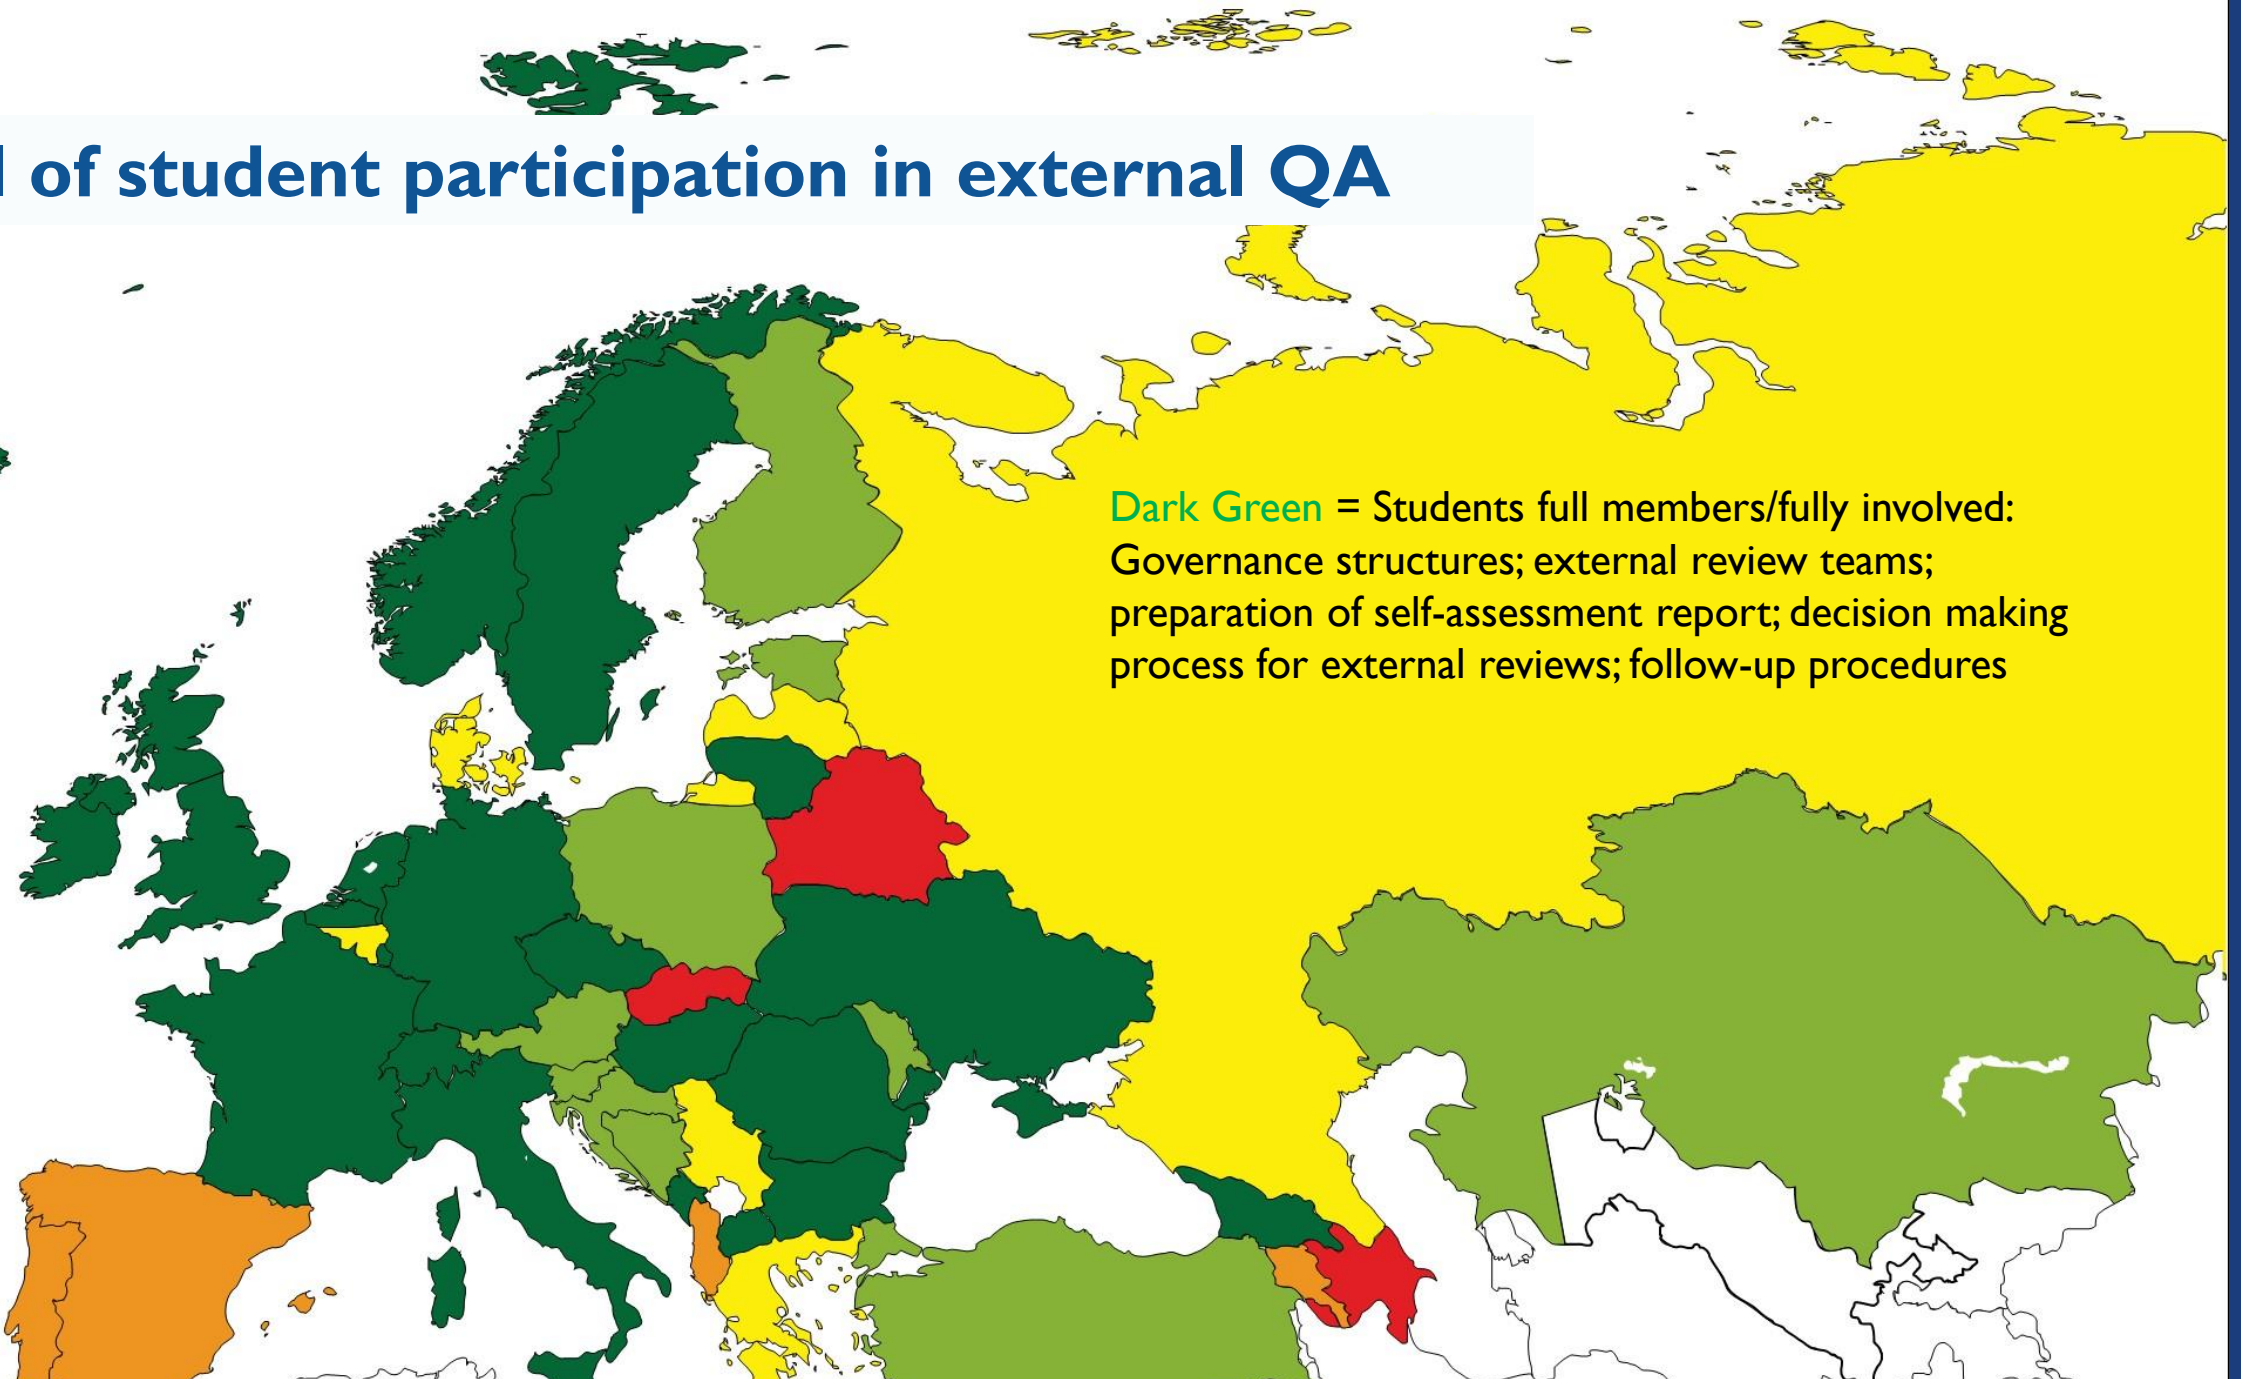 of student participation in external QA
Dark Green = Students full members/fully involved:
Governance structures; external review teams;
preparation of self-assessment report; decision making
process for external reviews; follow-up procedures